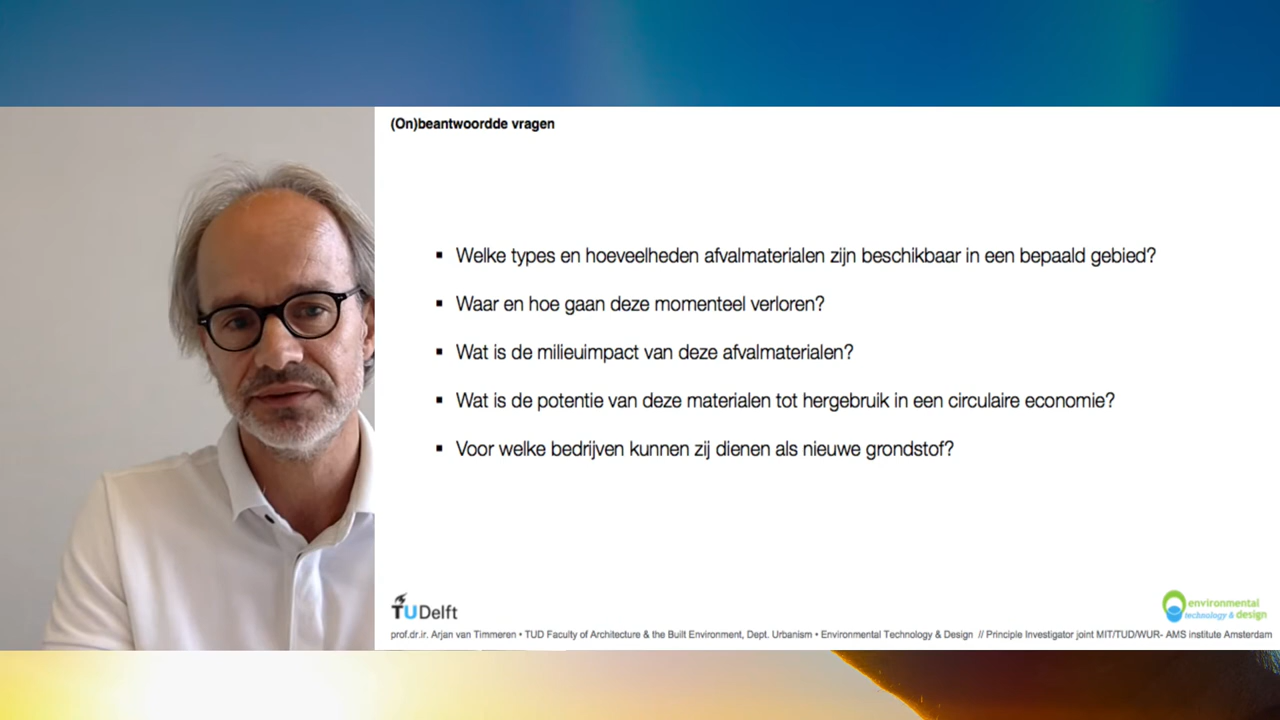 (On)beantwoordde vragen
▪ Welke types en hoeveelheden afvalmaterialen zijn beschikbaar in een bepaald gebied?
▪ Waar en hoe gaan deze momenteel verloren?
▪ Wat is de milieuimpact van deze afvalmaterialen?
▪ Wat is de potentie van deze materialen tot hergebruik in een circulaire economie?
▪ Voor welke bedrijven kunnen zij dienen als nieuwe grondstof?
TU Delft
environmental
technology & design
prof.dr.ir. Arjan van Timmeren • TUD Faculty of Architecture & the Built Environment, Dept. Urbanism • Environmental Technology & Design // Principle Investigator joint MIT/TUD/WUR- AMS institute Amsterdam